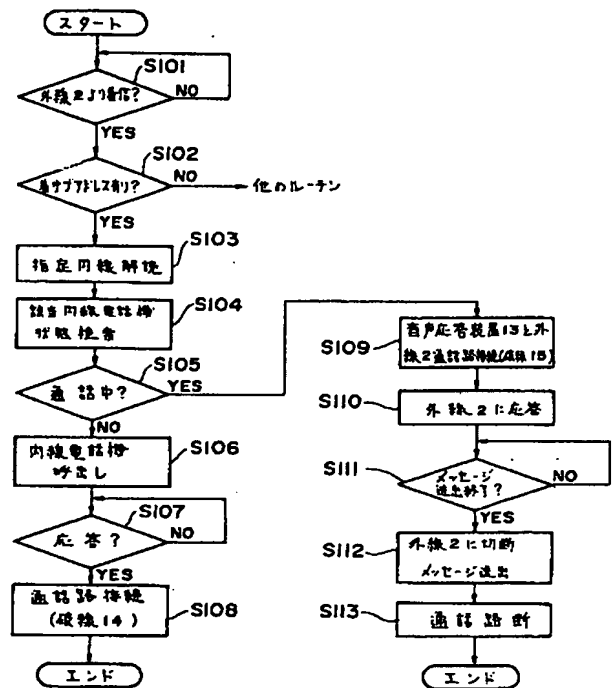 スタート
S101
外線2より着信?
NO
YES
S102
着サブアドレス有り?
NO
他のルーチン
YES
S103
指定内線解読
S104
該当内線電話機
状態検査
S105
通話中?
YES
NO
S106
内線電話機
呼出し
S107
応答?
NO
YES
通話路接続
(破線14)
S108
エンド
S109
音声応答装置13と外
線2通話路接続(破線15)
S110
外線2に応答
S111
メッセージ
送出終了?
NO
YES
S112
外線2に切断
メッセージ送出
S113
通話路断
エンド